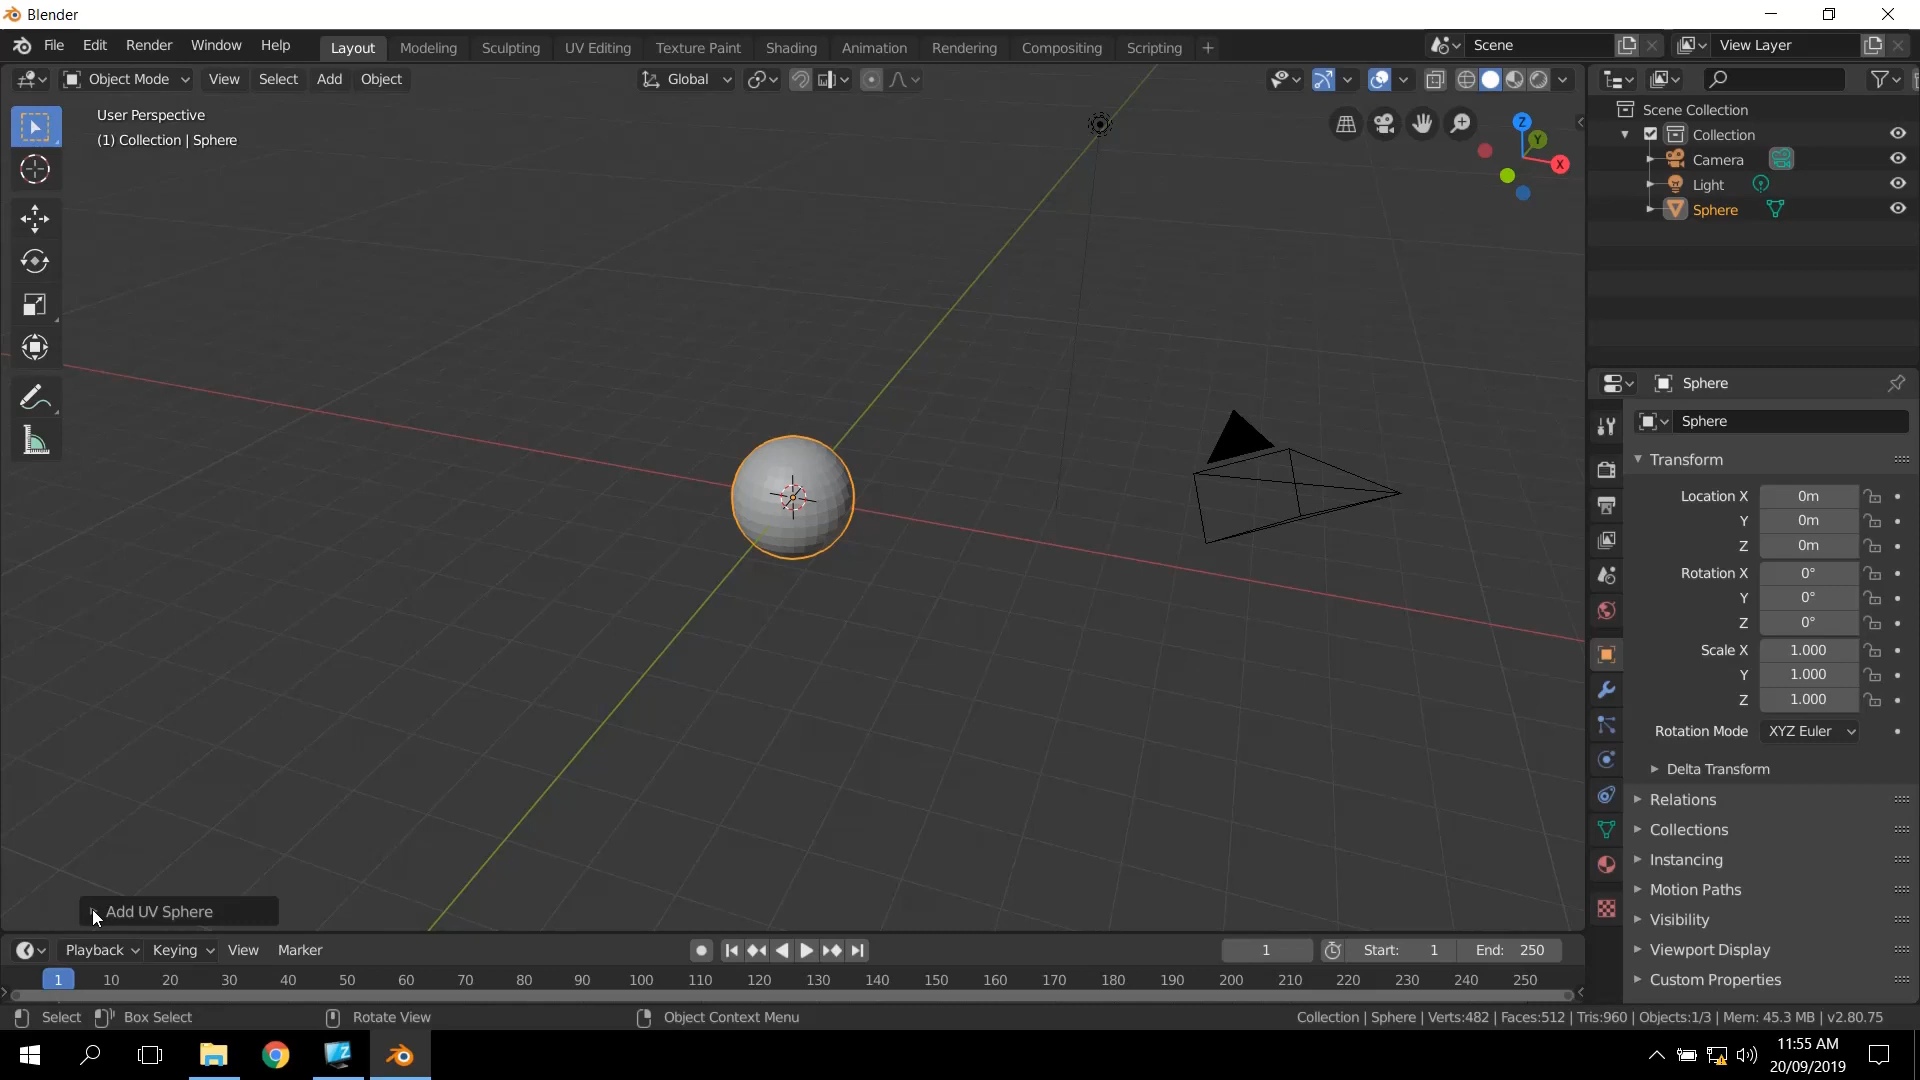 Blender
File Edit Render Window Help Layout Modeling Sculpting UV Editing Texture Paint Shading Animation Rendering Compositing Scripting + Scene View Layer
Object Mode View Select Add Object Global
User Perspective
(1) Collection | Sphere
Z
Y
X
Scene Collection
Collection
Camera
Light
Sphere
Sphere
Sphere
Transform
Location X 0m
Y 0m
Z 0m
Rotation X 0°
Y 0°
Z 0°
Scale X 1.000
Y 1.000
Z 1.000
Rotation Mode XYZ Euler
Delta Transform
Relations
Collections
Instancing
Motion Paths
Visibility
Viewport Display
Custom Properties
Add UV Sphere
Playback Keying View Marker 1 Start: 1 End: 250
1 10 20 30 40 50 60 70 80 90 100 110 120 130 140 150 160 170 180 190 200 210 220 230 240 250
Select Box Select Rotate View Object Context Menu Collection | Sphere | Verts:482 | Faces:512 | Tris:960 | Objects:1/3 | Mem: 45.3 MB | v2.80.75
11:55 AM
20/09/2019